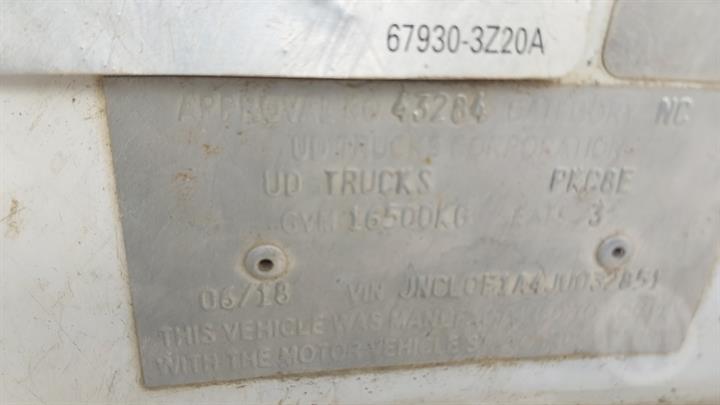 67930-3Z20A
APPROVAL NO 43284 CATEGORY NC
UD TRUCKS CORPORATION
UD TRUCKS PKC8E
GVM 16500KG SEATS 3
06/18 VIN JNCLOF1A4JU032851
THIS VEHICLE WAS MANUFACTURED TO COMPLY
WITH THE MOTOR VEHICLE